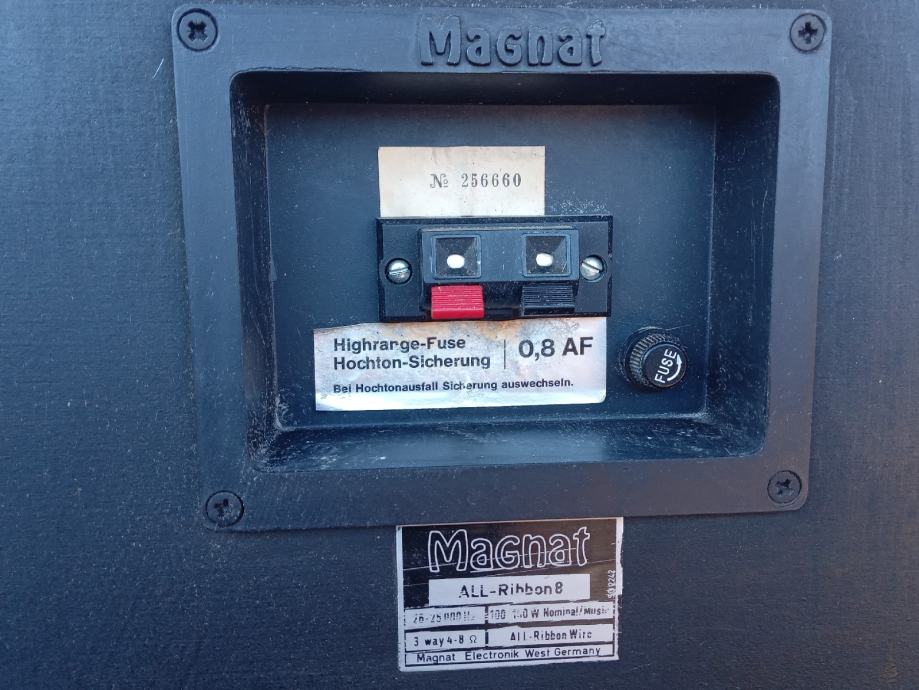 Magnat
№ 256660
Highrange-Fuse
Hochton-Sicherung
0,8 AF
Bei Hochtonausfall Sicherung auswechseln.
FUSE
Magnat
ALL-Ribbon 8
100 W Nominal/Music
3 way 4-8 Ω
ALL-Ribbon Wire
Magnat Electronik West Germany